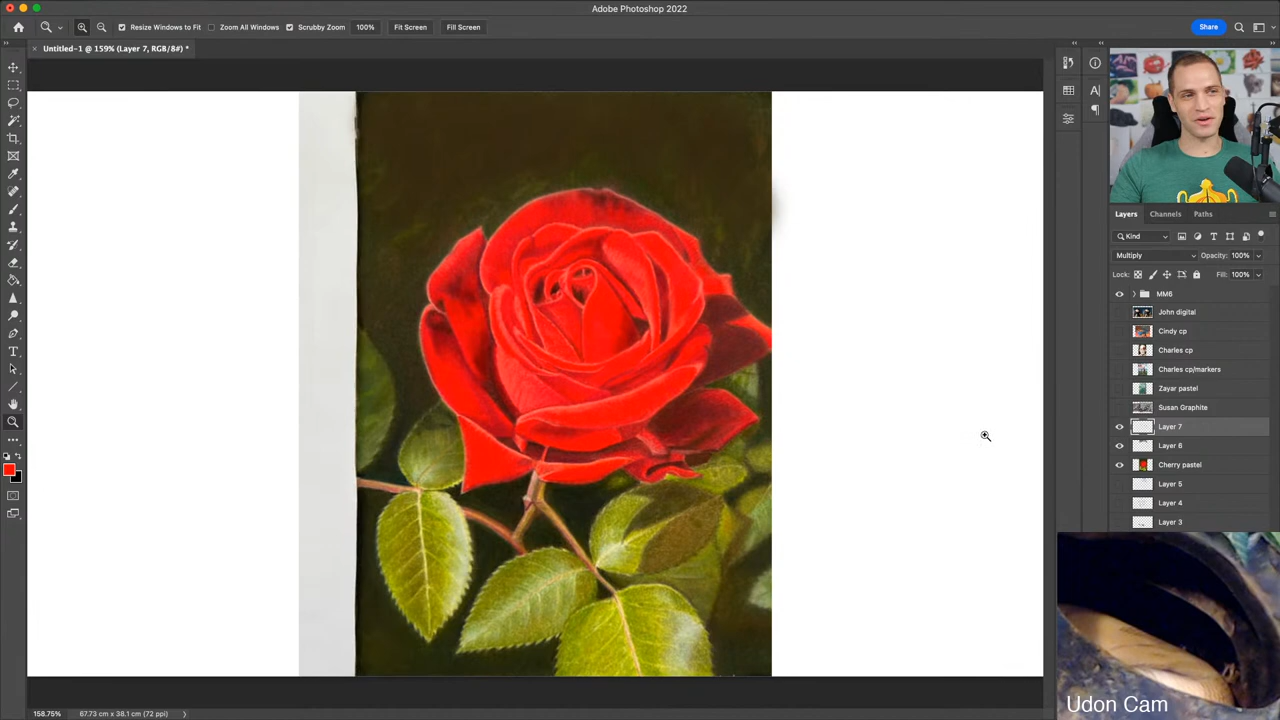 Adobe Photoshop 2022
Resize Windows to Fit
Zoom All Windows
Scrubby Zoom
100%
Fit Screen
Fill Screen
Share
Untitled-1 @ 159% (Layer 7, RGB/8#) *
Layers
Channels
Paths
Kind
Multiply
Opacity: 100%
Lock:
Fill: 100%
MM6
John digital
Cindy cp
Charles cp
Charles cp/markers
Zayar pastel
Susan Graphite
Layer 7
Layer 6
Cherry pastel
Layer 5
Layer 4
Layer 3
Udon Cam
158.75%
67.73 cm x 38.1 cm (72 ppi)